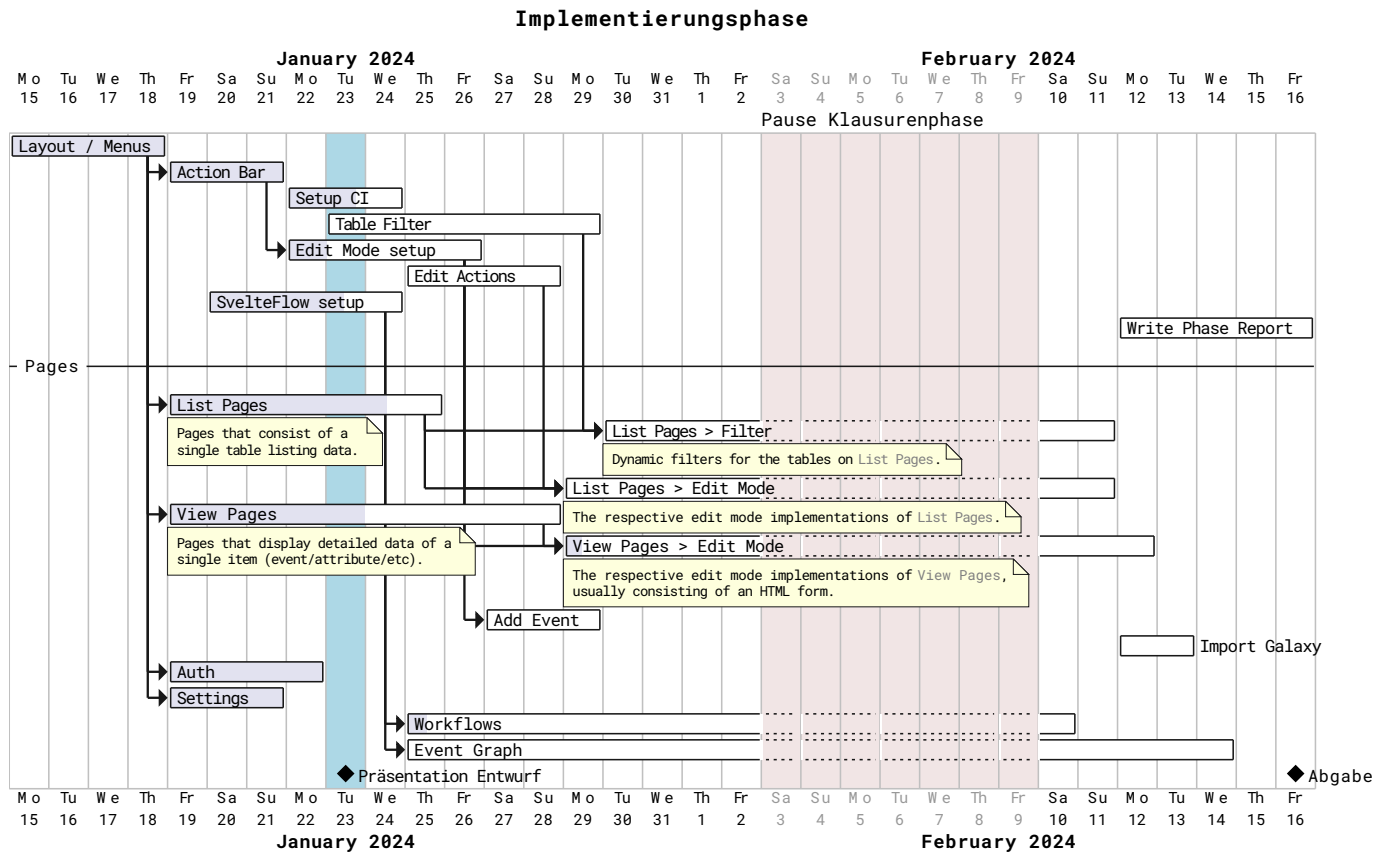 Implementierungsphase
January 2024 February 2024
Mo Tu We Th Fr Sa Su Mo Tu We Th Fr Sa Su Mo Tu We Th Fr Sa Su Mo Tu We Th Fr Sa Su Mo Tu We Th Fr
15 16 17 18 19 20 21 22 23 24 25 26 27 28 29 30 31 1 2 3 4 5 6 7 8 9 10 11 12 13 14 15 16
Pause Klausurenphase
Layout / Menus
Action Bar
Setup CI
Table Filter
Edit Mode setup
Edit Actions
SvelteFlow setup
Write Phase Report
Pages
List Pages
Pages that consist of a
single table listing data.
List Pages > Filter
Dynamic filters for the tables on List Pages.
List Pages > Edit Mode
View Pages
The respective edit mode implementations of List Pages.
Pages that display detailed data of a
single item (event/attribute/etc).
View Pages > Edit Mode
The respective edit mode implementations of View Pages,
usually consisting of an HTML form.
Add Event
Import Galaxy
Auth
Settings
Workflows
Event Graph
Präsentation Entwurf
Abgabe
Mo Tu We Th Fr Sa Su Mo Tu We Th Fr Sa Su Mo Tu We Th Fr Sa Su Mo Tu We Th Fr Sa Su Mo Tu We Th Fr
15 16 17 18 19 20 21 22 23 24 25 26 27 28 29 30 31 1 2 3 4 5 6 7 8 9 10 11 12 13 14 15 16
January 2024 February 2024